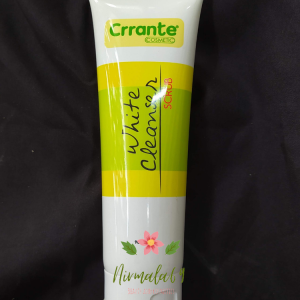 Crrante®
COSMETIC
White
Cleanser
SCRUB